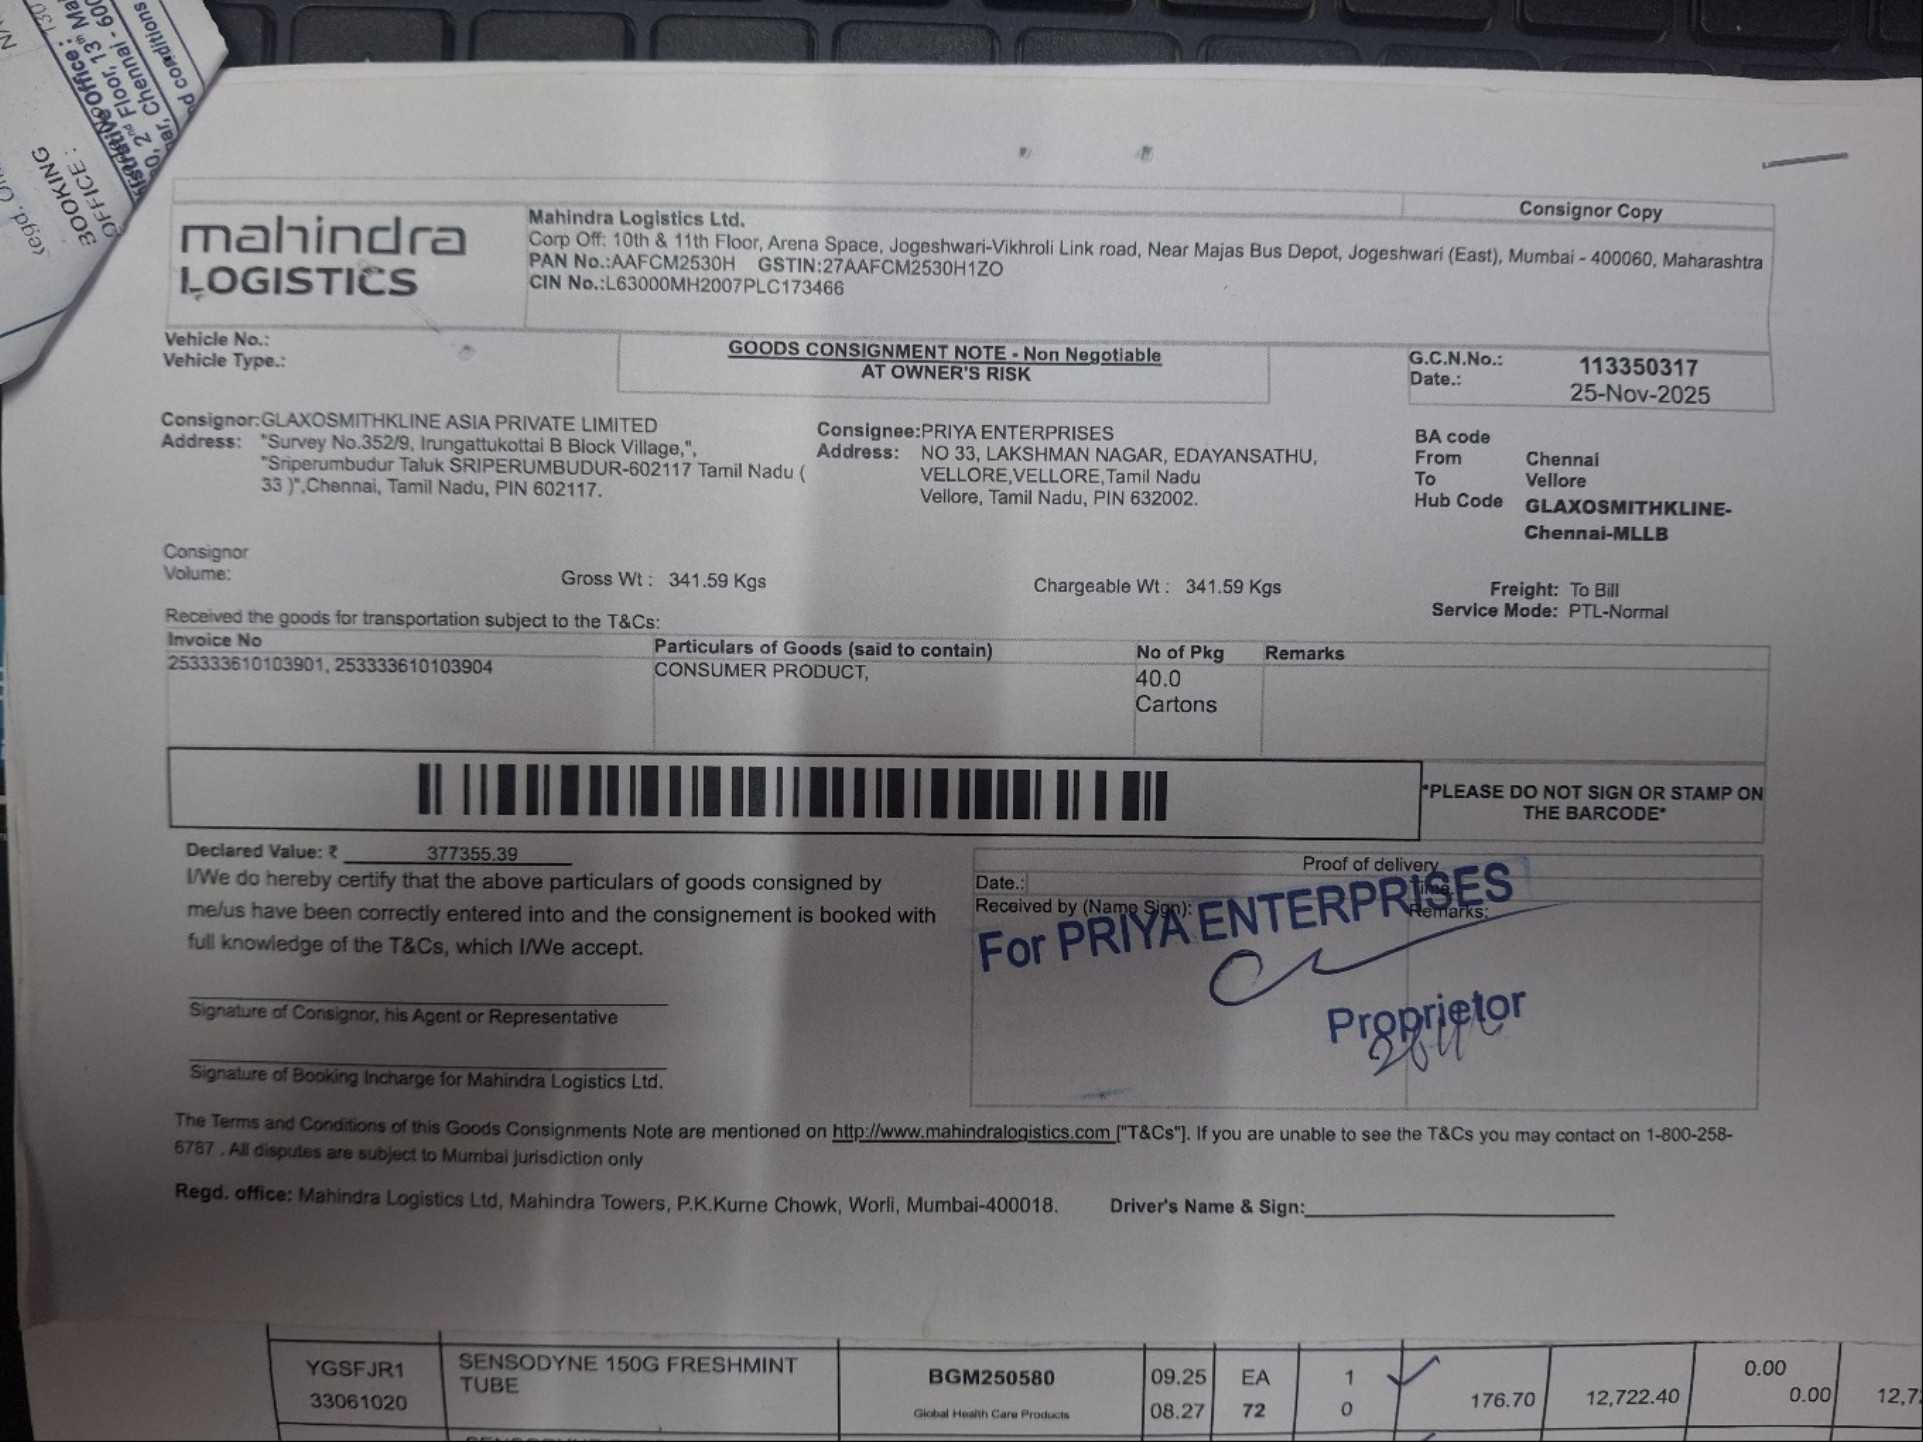 BOOKING
OFFICE :
2nd Floor, 13th
Chennai - 600
conditions
Consignor Copy
mahindra
LOGISTICS
Mahindra Logistics Ltd.
Corp Off: 10th & 11th Floor, Arena Space, Jogeshwari-Vikhroli Link road, Near Majas Bus Depot, Jogeshwari (East), Mumbai - 400060, Maharashtra
PAN No.:AAFCM2530H GSTIN:27AAFCM2530H1ZO
CIN No.:L63000MH2007PLC173466
Vehicle No.:
Vehicle Type.:
GOODS CONSIGNMENT NOTE - Non Negotiable
AT OWNER'S RISK
G.C.N.No.: 113350317
Date.: 25-Nov-2025
Consignor:GLAXOSMITHKLINE ASIA PRIVATE LIMITED
Address: "Survey No.352/9, Irungattukottai B Block Village,",
"Sriperumbudur Taluk SRIPERUMBUDUR-602117 Tamil Nadu (
33 )",Chennai, Tamil Nadu, PIN 602117.
Consignee:PRIYA ENTERPRISES
Address: NO 33, LAKSHMAN NAGAR, EDAYANSATHU,
VELLORE,VELLORE,Tamil Nadu
Vellore, Tamil Nadu, PIN 632002.
BA code
From Chennai
To Vellore
Hub Code GLAXOSMITHKLINE-
Chennai-MLLB
Consignor
Volume:
Gross Wt : 341.59 Kgs
Chargeable Wt : 341.59 Kgs
Freight: To Bill
Service Mode: PTL-Normal
Received the goods for transportation subject to the T&Cs:
Invoice No Particulars of Goods (said to contain) No of Pkg Remarks
253333610103901, 253333610103904 CONSUMER PRODUCT, 40.0
Cartons
*PLEASE DO NOT SIGN OR STAMP ON
THE BARCODE*
Declared Value: ₹ 377355.39
I/We do hereby certify that the above particulars of goods consigned by
me/us have been correctly entered into and the consignement is booked with
full knowledge of the T&Cs, which I/We accept.
Signature of Consignor, his Agent or Representative
Signature of Booking Incharge for Mahindra Logistics Ltd.
Proof of delivery
Date.: Time.
Received by (Name Sign): Remarks:
For PRIYA ENTERPRISES
Proprietor
The Terms and Conditions of this Goods Consignments Note are mentioned on http://www.mahindralogistics.com ["T&Cs"]. If you are unable to see the T&Cs you may contact on 1-800-258-
6787 . All disputes are subject to Mumbai jurisdiction only
Regd. office: Mahindra Logistics Ltd, Mahindra Towers, P.K.Kurne Chowk, Worli, Mumbai-400018. Driver's Name & Sign:
YGSFJR1 SENSODYNE 150G FRESHMINT BGM250580 09.25 EA 1 176.70 12,722.40 0.00
33061020 TUBE Global Health Care Products 08.27 72 0 0.00 12,7